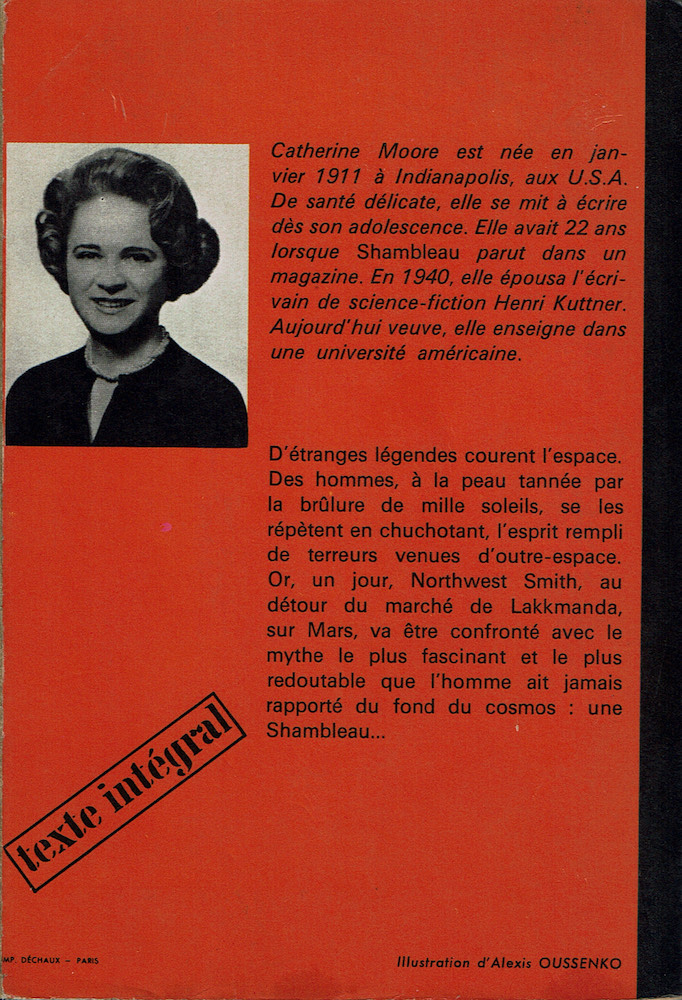 Catherine Moore est née en jan-
vier 1911 à Indianapolis, aux U.S.A.
De santé délicate, elle se mit à écrire
dès son adolescence. Elle avait 22 ans
lorsque Shambleau parut dans un
magazine. En 1940, elle épousa l'écri-
vain de science-fiction Henri Kuttner.
Aujourd'hui veuve, elle enseigne dans
une université américaine.
D'étranges légendes courent l'espace.
Des hommes, à la peau tannée par
la brûlure de mille soleils, se les
répètent en chuchotant, l'esprit rempli
de terreurs venues d'outre-espace.
Or, un jour, Northwest Smith, au
détour du marché de Lakkmanda,
sur Mars, va être confronté avec le
mythe le plus fascinant et le plus
redoutable que l'homme ait jamais
rapporté du fond du cosmos : une
Shambleau...
texte intégral
MP. DÉCHAUX – PARIS
Illustration d'Alexis OUSSENKO